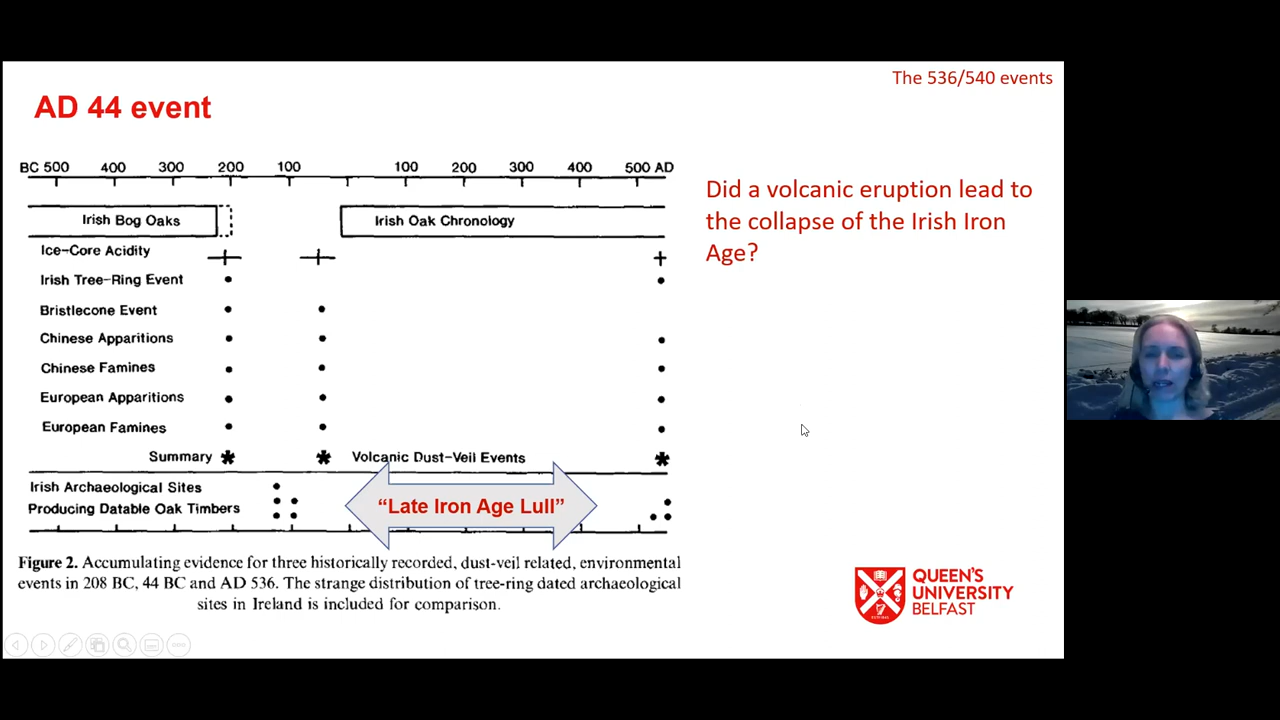 The 536/540 events
AD 44 event
BC 500 400 300 200 100 100 200 300 400 500 AD
Irish Bog Oaks Irish Oak Chronology
Ice-Core Acidity
Irish Tree-Ring Event
Bristlecone Event
Chinese Apparitions
Chinese Famines
European Apparitions
European Famines
Summary * * Volcanic Dust-Veil Events *
Irish Archaeological Sites
Producing Datable Oak Timbers
“Late Iron Age Lull”
Figure 2. Accumulating evidence for three historically recorded, dust-veil related, environmental
events in 208 BC, 44 BC and AD 536. The strange distribution of tree-ring dated archaeological
sites in Ireland is included for comparison.
Did a volcanic eruption lead to
the collapse of the Irish Iron
Age?
QUEEN'S
UNIVERSITY
BELFAST